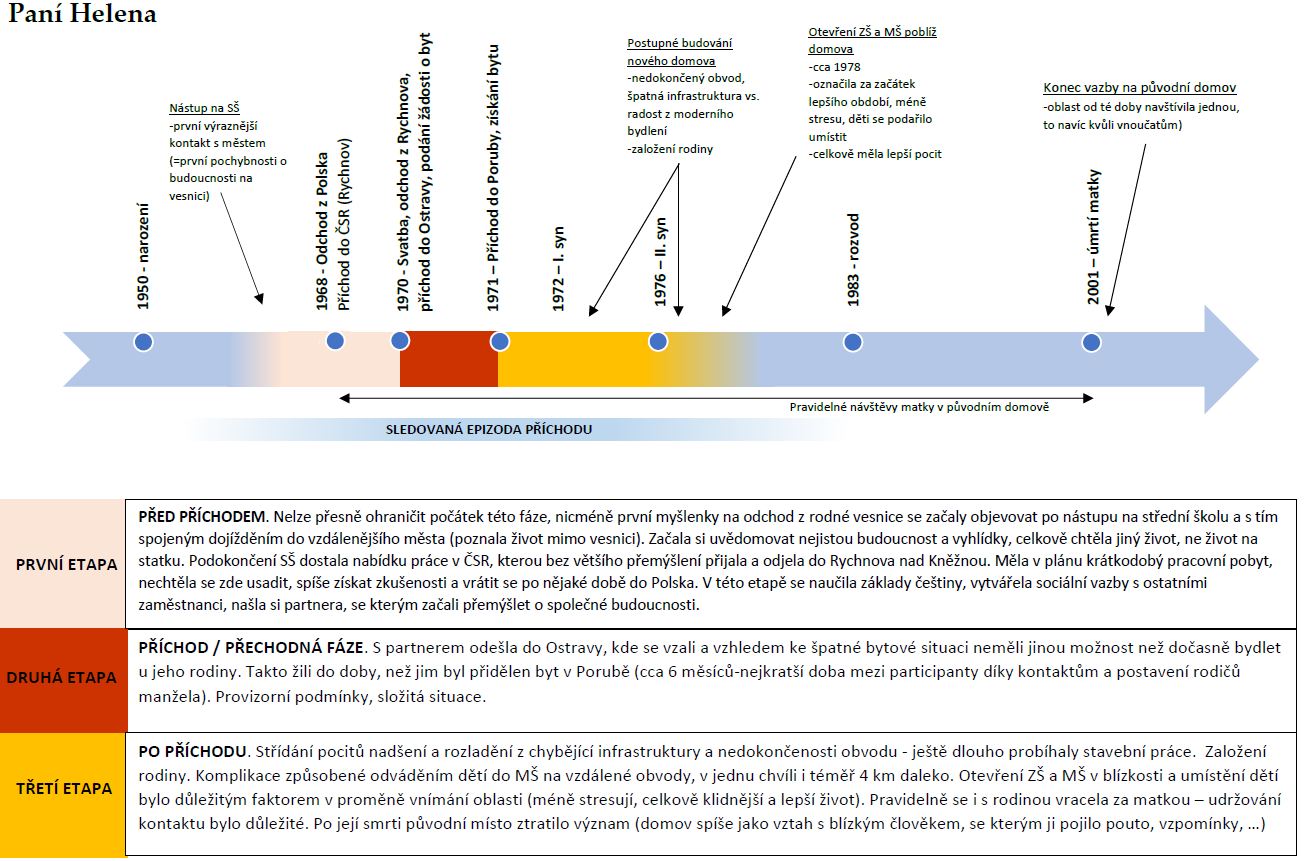 Paní Helena
Nástup na SŠ
-první výraznější
kontakt s městem
(=první pochybnosti o
budoucnosti na
vesnici)
Postupné budování
nového domova
-nedokončený obvod,
špatná infrastruktura vs.
radost z moderního
bydlení
-založení rodiny
Otevření ZŠ a MŠ poblíž
domova
-cca 1978
-označila za začátek
lepšího období, méně
stresu, děti se podařilo
umístit
-celkově měla lepší pocit
Konec vazby na původní domov
-oblast od té doby navštívila jednou,
to navíc kvůli vnoučatům)
1950 - narození
1968 - Odchod z Polska
Příchod do ČSR (Rychnov)
1970 - Svatba, odchod z Rychnova,
příchod do Ostravy, podání žádosti o byt
1971 – Příchod do Poruby, získání bytu
1972 – I. syn
1976 – II. syn
1983 - rozvod
2001 – úmrtí matky
Pravidelné návštěvy matky v původním domově
SLEDOVANÁ EPIZODA PŘÍCHODU
PRVNÍ ETAPA
PŘED PŘÍCHODEM. Nelze přesně ohraničit počátek této fáze, nicméně první myšlenky na odchod z rodné vesnice se začaly objevovat po nástupu na střední školu a s tím
spojeným dojížděním do vzdálenějšího města (poznala život mimo vesnici). Začala si uvědomovat nejistou budoucnost a vyhlídky, celkově chtěla jiný život, ne život na
statku. Podokončení SŠ dostala nabídku práce v ČSR, kterou bez většího přemýšlení přijala a odjela do Rychnova nad Kněžnou. Měla v plánu krátkodobý pracovní pobyt,
nechtěla se zde usadit, spíše získat zkušenosti a vrátit se po nějaké době do Polska. V této etapě se naučila základy češtiny, vytvářela sociální vazby s ostatními
zaměstnanci, našla si partnera, se kterým začali přemýšlet o společné budoucnosti.
DRUHÁ ETAPA
PŘÍCHOD / PŘECHODNÁ FÁZE. S partnerem odešla do Ostravy, kde se vzali a vzhledem ke špatné bytové situaci neměli jinou možnost než dočasně bydlet
u jeho rodiny. Takto žili do doby, než jim byl přidělen byt v Porubě (cca 6 měsíců-nejkratší doba mezi participanty díky kontaktům a postavení rodičů
manžela). Provizorní podmínky, složitá situace.
TŘETÍ ETAPA
PO PŘÍCHODU. Střídání pocitů nadšení a rozladění z chybějící infrastruktury a nedokončenosti obvodu - ještě dlouho probíhaly stavební práce. Založení
rodiny. Komplikace způsobené odváděním dětí do MŠ na vzdálené obvody, v jednu chvíli i téměř 4 km daleko. Otevření ZŠ a MŠ v blízkosti a umístění dětí
bylo důležitým faktorem v proměně vnímání oblasti (méně stresují, celkově klidnější a lepší život). Pravidelně se i s rodinou vracela za matkou – udržování
kontaktu bylo důležité. Po její smrti původní místo ztratilo význam (domov spíše jako vztah s blízkým člověkem, se kterým ji pojilo pouto, vzpomínky, …)